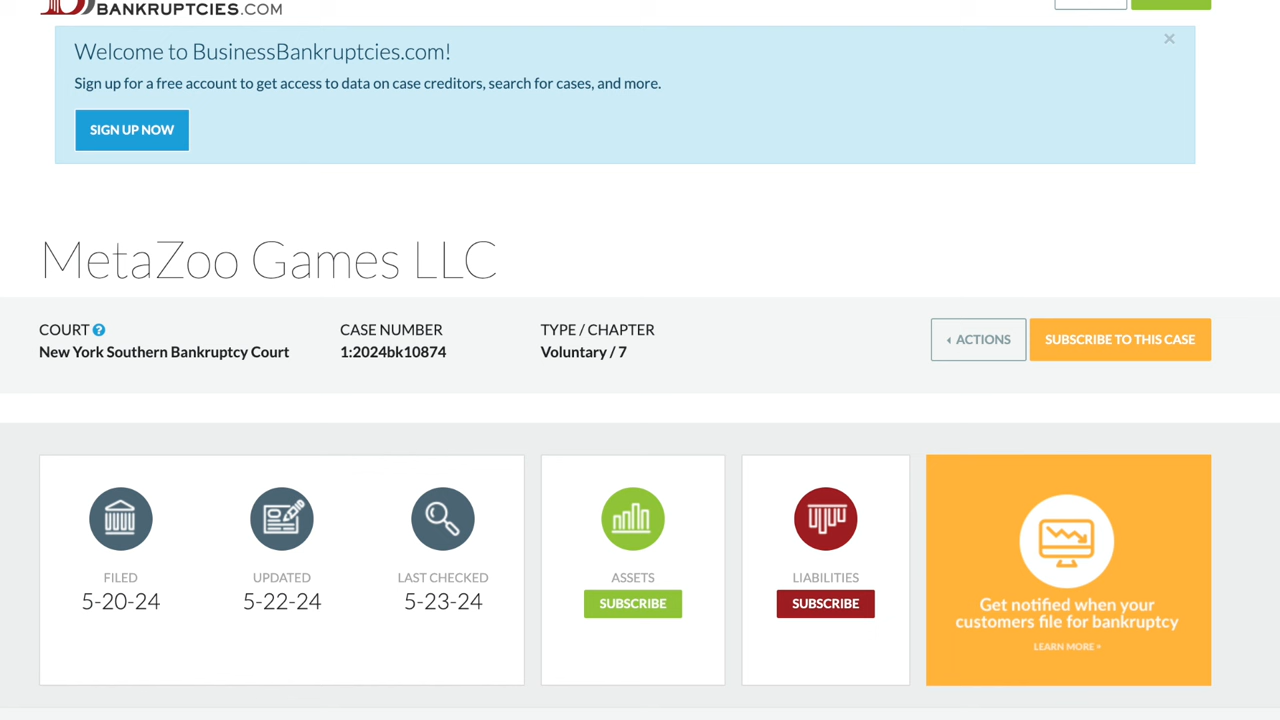 BANKRUPTCIES.COM
Welcome to BusinessBankruptcies.com!
×
Sign up for a free account to get access to data on case creditors, search for cases, and more.
SIGN UP NOW
MetaZoo Games LLC
COURT ?
New York Southern Bankruptcy Court
CASE NUMBER
1:2024bk10874
TYPE / CHAPTER
Voluntary / 7
ACTIONS
SUBSCRIBE TO THIS CASE
FILED
5-20-24
UPDATED
5-22-24
LAST CHECKED
5-23-24
ASSETS
SUBSCRIBE
LIABILITIES
SUBSCRIBE
Get notified when your
customers file for bankruptcy
LEARN MORE »